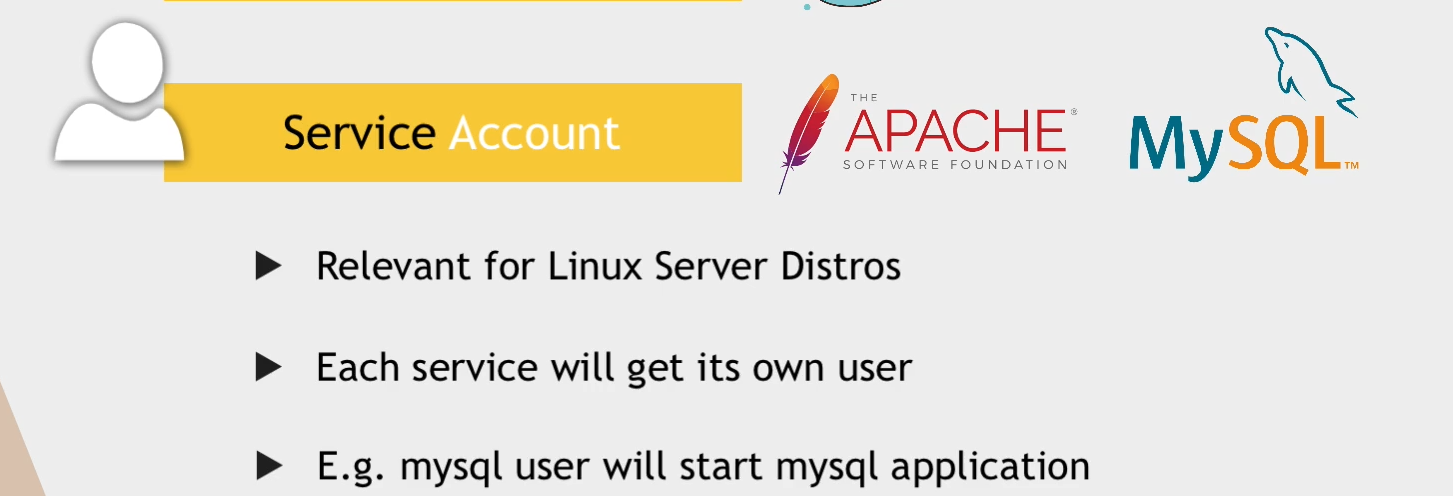 Service Account
THE
APACHE®
SOFTWARE FOUNDATION
MySQL™
Relevant for Linux Server Distros
Each service will get its own user
E.g. mysql user will start mysql application